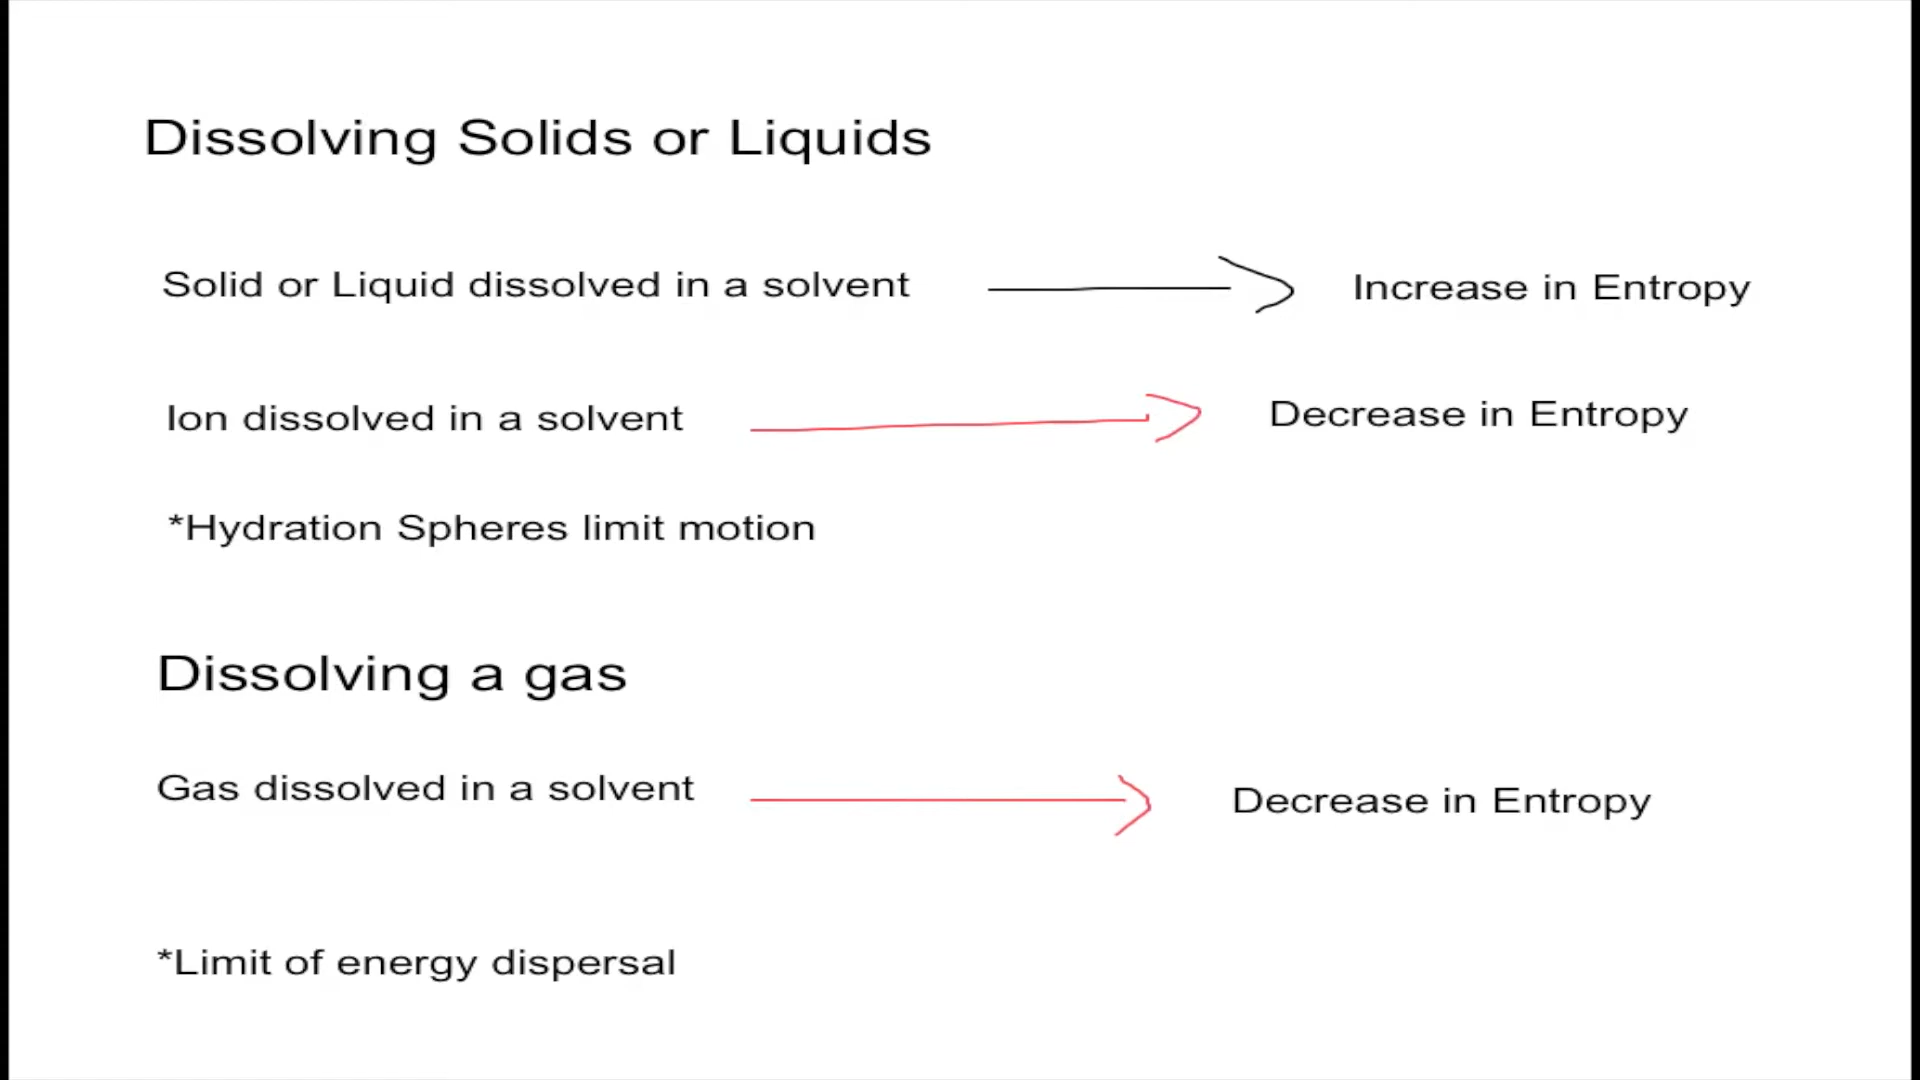 Dissolving Solids or Liquids
Solid or Liquid dissolved in a solvent Increase in Entropy
Ion dissolved in a solvent Decrease in Entropy
*Hydration Spheres limit motion
Dissolving a gas
Gas dissolved in a solvent Decrease in Entropy
*Limit of energy dispersal